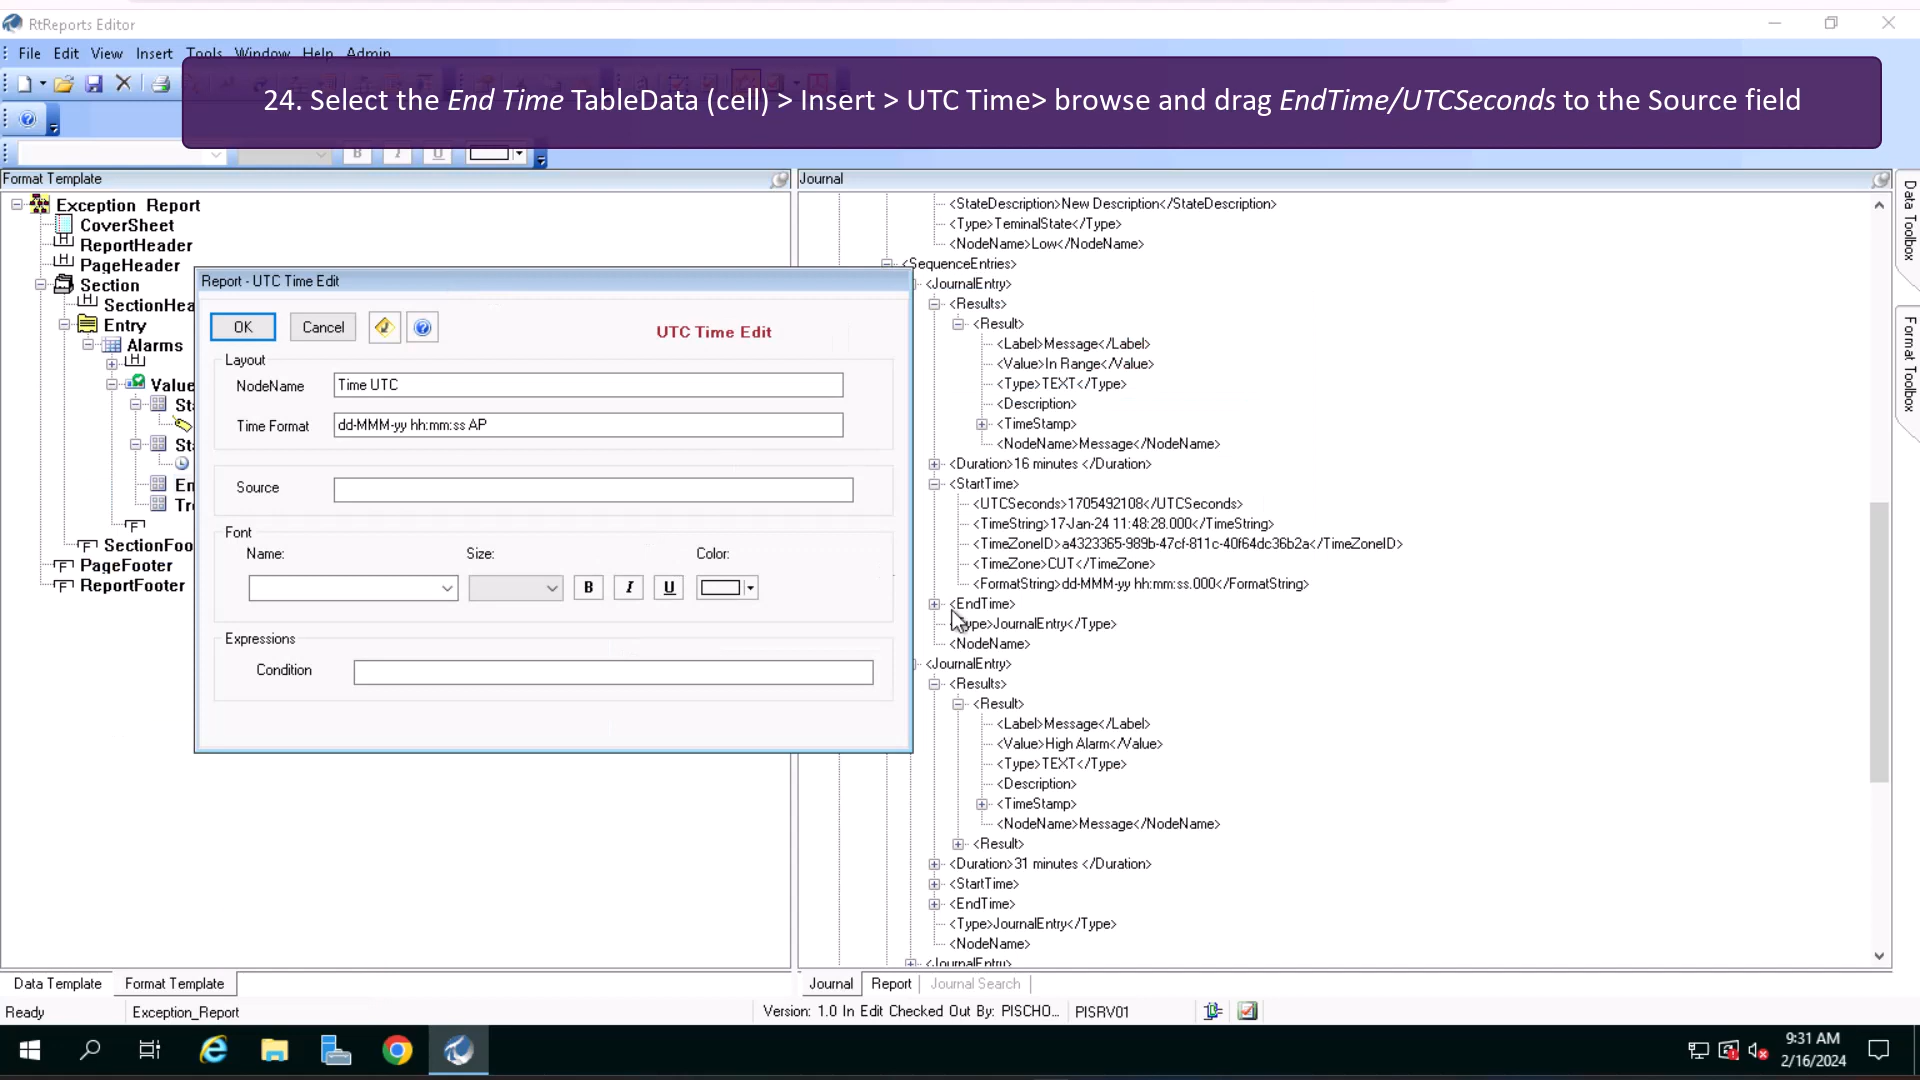 RtReports Editor
File Edit View Insert Tools Window Help Admin
24. Select the End Time TableData (cell) > Insert > UTC Time> browse and drag EndTime/UTCSeconds to the Source field
B I U
Format Template
Journal
Exception Report
CoverSheet
ReportHeader
PageHeader
Section
SectionHea
Entry
Alarms
H
Value
St
St
En
Tr
F
SectionFoo
PageFooter
ReportFooter
Report - UTC Time Edit
OK Cancel
UTC Time Edit
Layout
NodeName Time UTC
Time Format dd-MMM-yy hh:mm:ss AP
Source
Font
Name: Size: Color:
B I U
Expressions
Condition
<StateDescription>New Description</StateDescription>
<Type>TeminalState</Type>
<NodeName>Low</NodeName>
<SequenceEntries>
<JournalEntry>
<Results>
<Result>
<Label>Message</Label>
<Value>In Range</Value>
<Type>TEXT</Type>
<Description>
<TimeStamp>
<NodeName>Message</NodeName>
<Duration>16 minutes </Duration>
<StartTime>
<UTCSeconds>1705492108</UTCSeconds>
<TimeString>17-Jan-24 11:48:28.000</TimeString>
<TimeZoneID>a4323365-989b-47cf-811c-40f64dc36b2a</TimeZoneID>
<TimeZone>CUT</TimeZone>
<FormatString>dd-MMM-yy hh:mm:ss.000</FormatString>
<EndTime>
<Type>JournalEntry</Type>
<NodeName>
<JournalEntry>
<Results>
<Result>
<Label>Message</Label>
<Value>High Alarm</Value>
<Type>TEXT</Type>
<Description>
<TimeStamp>
<NodeName>Message</NodeName>
<Result>
<Duration>31 minutes </Duration>
<StartTime>
<EndTime>
<Type>JournalEntry</Type>
<NodeName>
<JournalEntry>
Data Toolbox
Format Toolbox
Data Template Format Template
Journal Report Journal Search
Ready Exception_Report Version: 1.0 In Edit Checked Out By: PISCHO... PISRV01
9:31 AM
2/16/2024